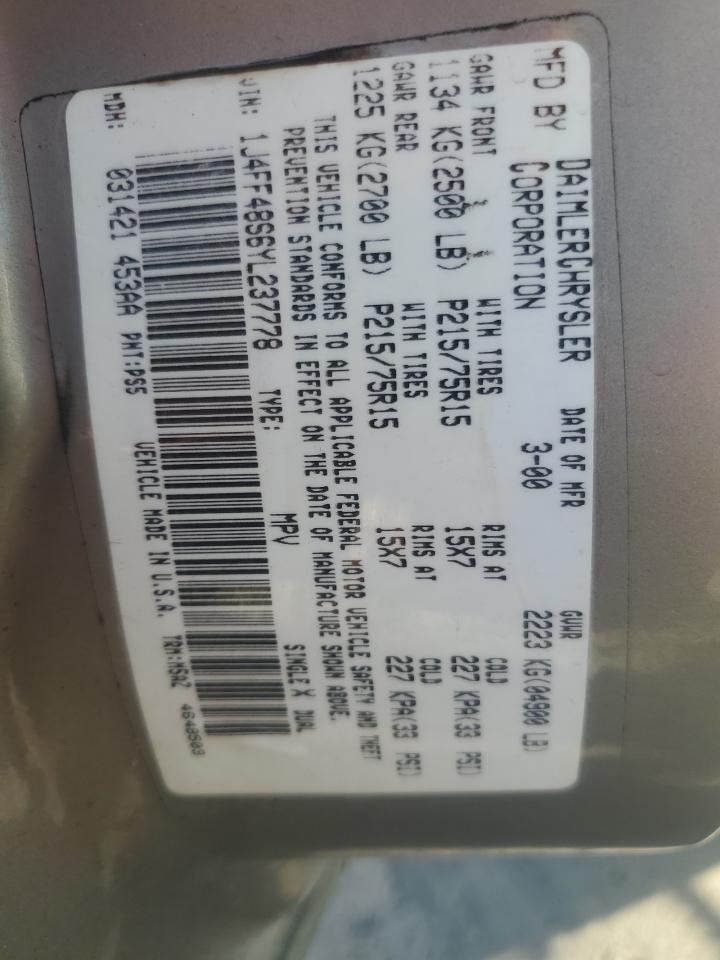 MFD BY DAIMLERCHRYSLER CORPORATION DATE OF MFR 3-00 GVWR 2223 KG(04900 LB)
GAWR FRONT WITH TIRES RIMS AT COLD
1134 KG(2500 LB) P215/75R15 15X7 227 KPA(33 PSI)
GAWR REAR WITH TIRES RIMS AT COLD
1225 KG(2700 LB) P215/75R15 15X7 227 KPA(33 PSI)
THIS VEHICLE CONFORMS TO ALL APPLICABLE FEDERAL MOTOR VEHICLE SAFETY AND THEFT
PREVENTION STANDARDS IN EFFECT ON THE DATE OF MANUFACTURE SHOWN ABOVE.
VIN: 1J4FF48S6YL237778 TYPE: MPV SINGLE X DUAL
MDH: 031421 453AA PNT:PS5 VEHICLE MADE IN U.S.A. TRM:M5AZ